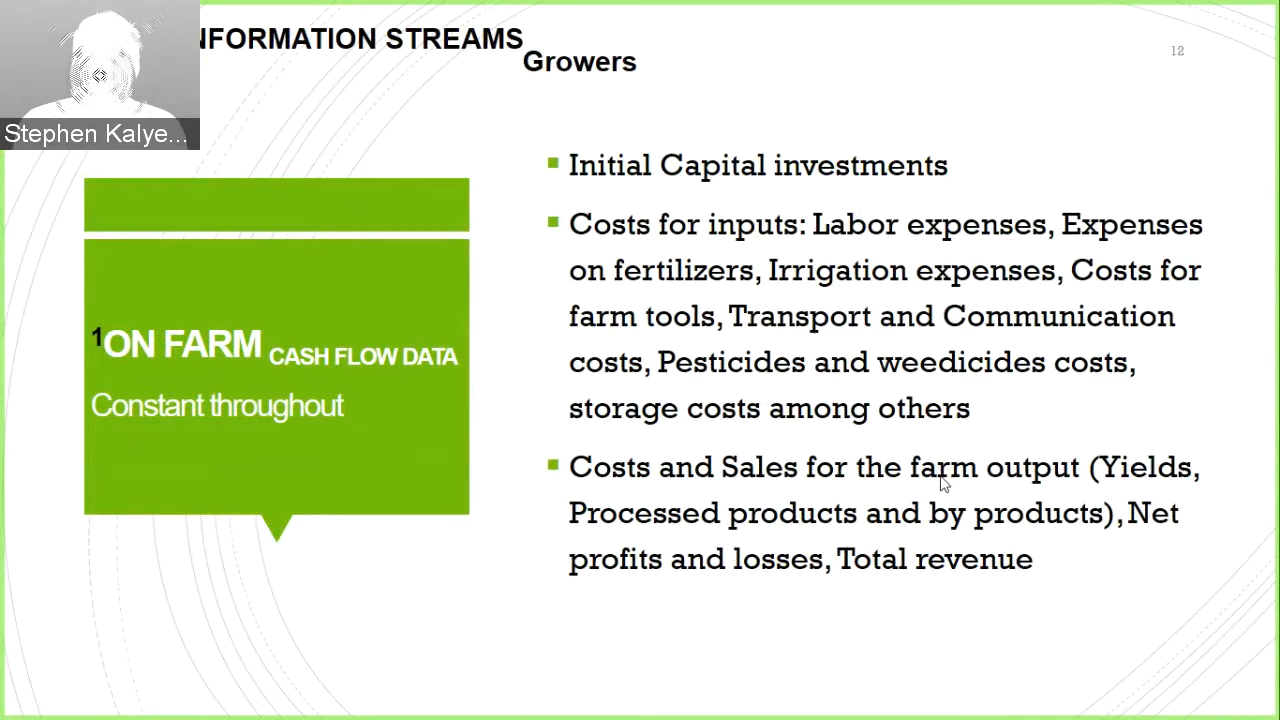 NFORMATION STREAMS
Growers
12
Stephen Kalye...
Initial Capital investments
Costs for inputs: Labor expenses, Expenses
on fertilizers, Irrigation expenses, Costs for
farm tools, Transport and Communication
costs, Pesticides and weedicides costs,
storage costs among others
Costs and Sales for the farm output (Yields,
Processed products and by products), Net
profits and losses, Total revenue
1ON FARM CASH FLOW DATA
Constant throughout